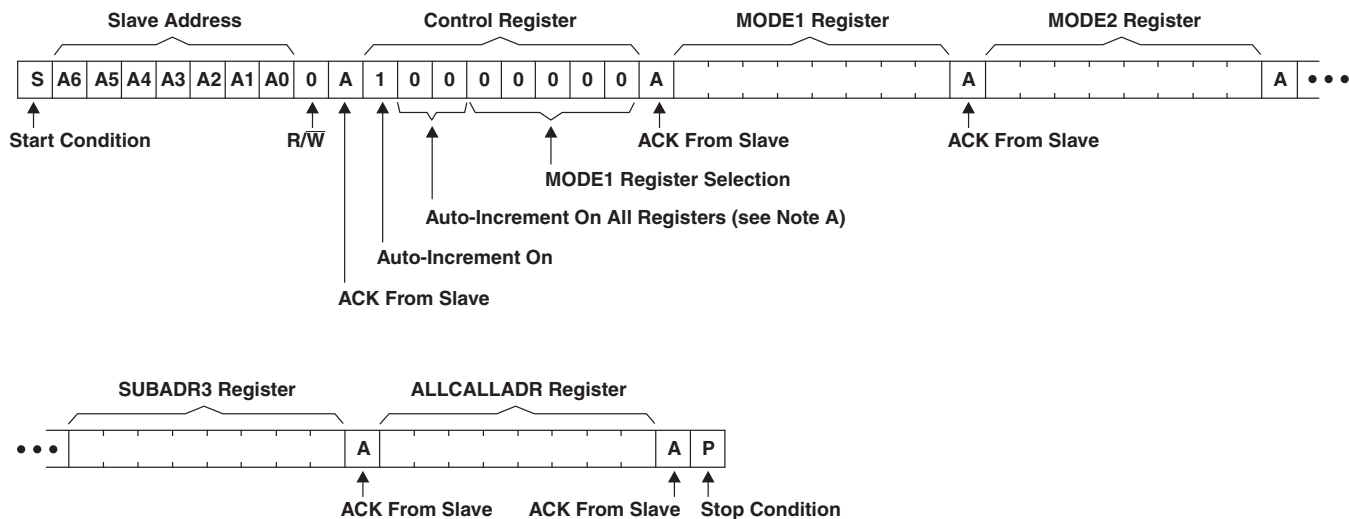 Slave Address Control Register MODE1 Register MODE2 Register
S A6 A5 A4 A3 A2 A1 A0 0 A 1 0 0 0 0 0 0 0 A A A •••
Start Condition R/W̅ ACK From Slave ACK From Slave
MODE1 Register Selection
Auto-Increment On All Registers (see Note A)
Auto-Increment On
ACK From Slave
SUBADR3 Register ALLCALLADR Register
••• A A P
ACK From Slave ACK From Slave Stop Condition